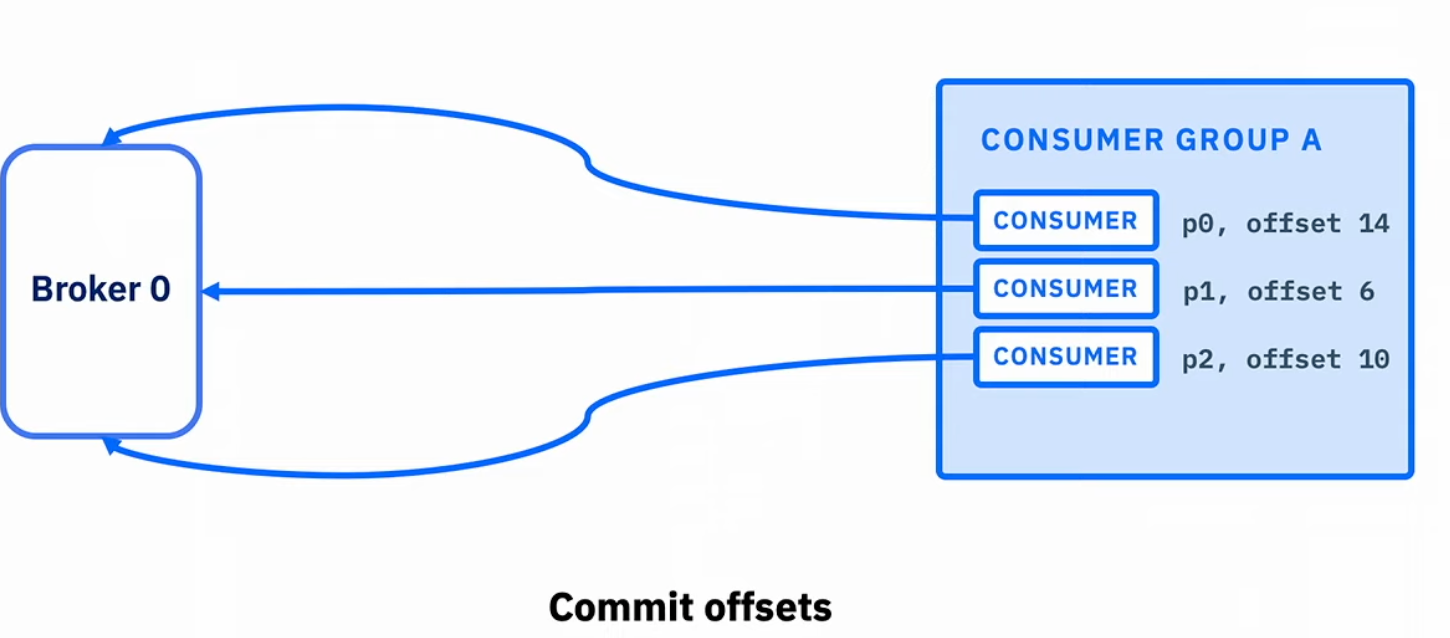 CONSUMER GROUP A
CONSUMER p0, offset 14
Broker 0
CONSUMER p1, offset 6
CONSUMER p2, offset 10
Commit offsets